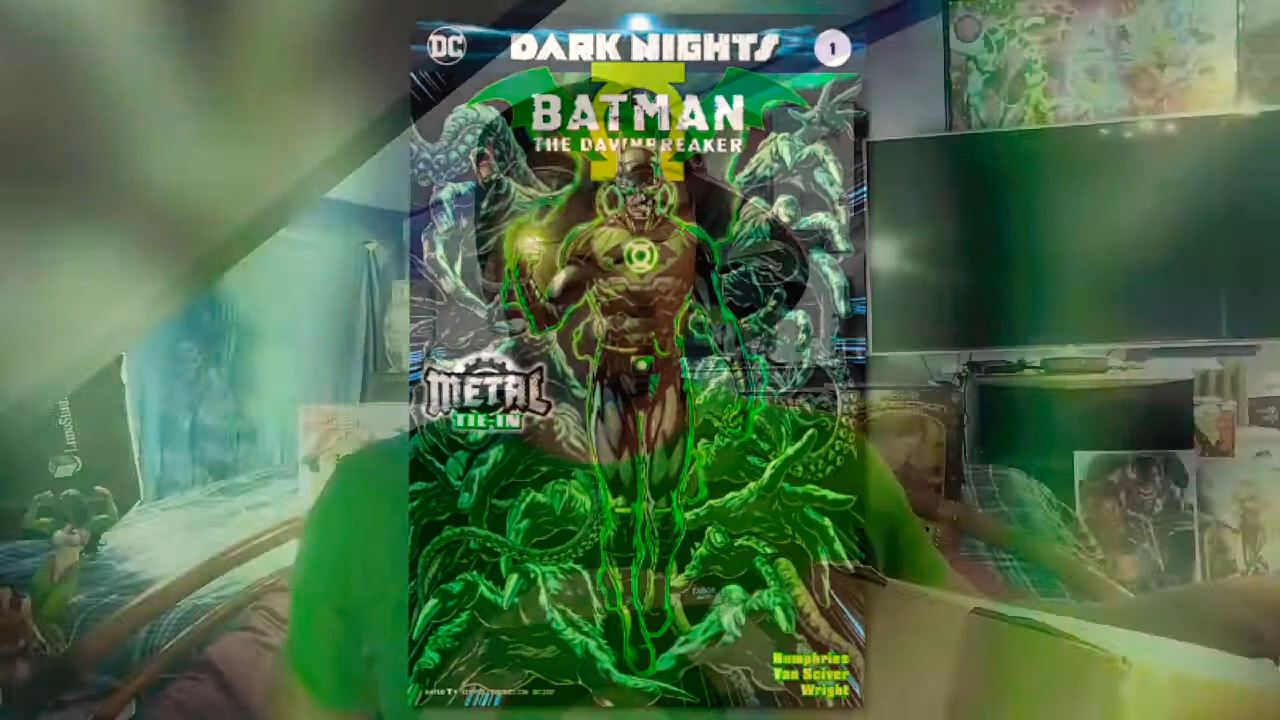 DC
DARK NIGHTS
1
BATMAN
THE DAWNBREAKER
METAL
TIE-IN
Humphries
Van Sciver
Wright